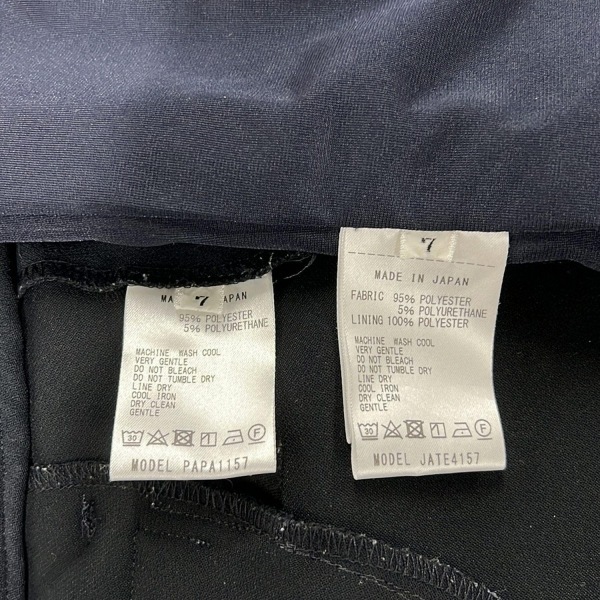 7
MA    APAN
95% POLYESTER
5% POLYURETHANE
MACHINE WASH COOL
VERY GENTLE
DO NOT BLEACH
DO NOT TUMBLE DRY
LINE DRY
COOL IRON
DRY CLEAN
GENTLE
30 F
MODEL PAPA1157
7
MADE IN JAPAN
FABRIC 95% POLYESTER
5% POLYURETHANE
LINING 100% POLYESTER
MACHINE WASH COOL
VERY GENTLE
DO NOT BLEACH
DO NOT TUMBLE DRY
LINE DRY
COOL IRON
DRY CLEAN
GENTLE
30 F
MODEL JATE4157